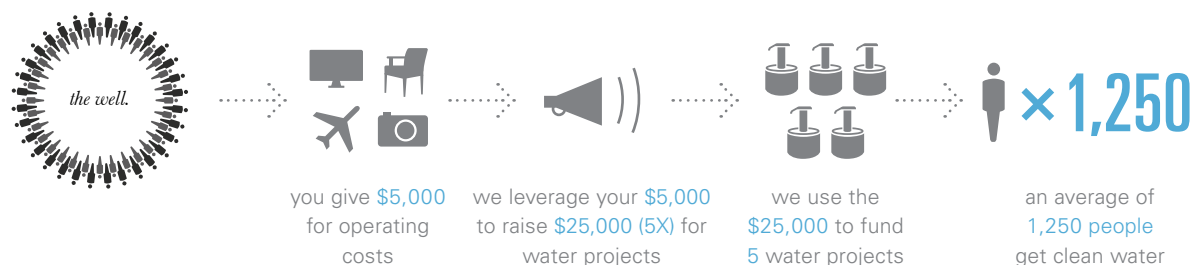 the well.
× 1,250
you give $5,000
for operating
costs
we leverage your $5,000
to raise $25,000 (5X) for
water projects
we use the
$25,000 to fund
5 water projects
an average of
1,250 people
get clean water